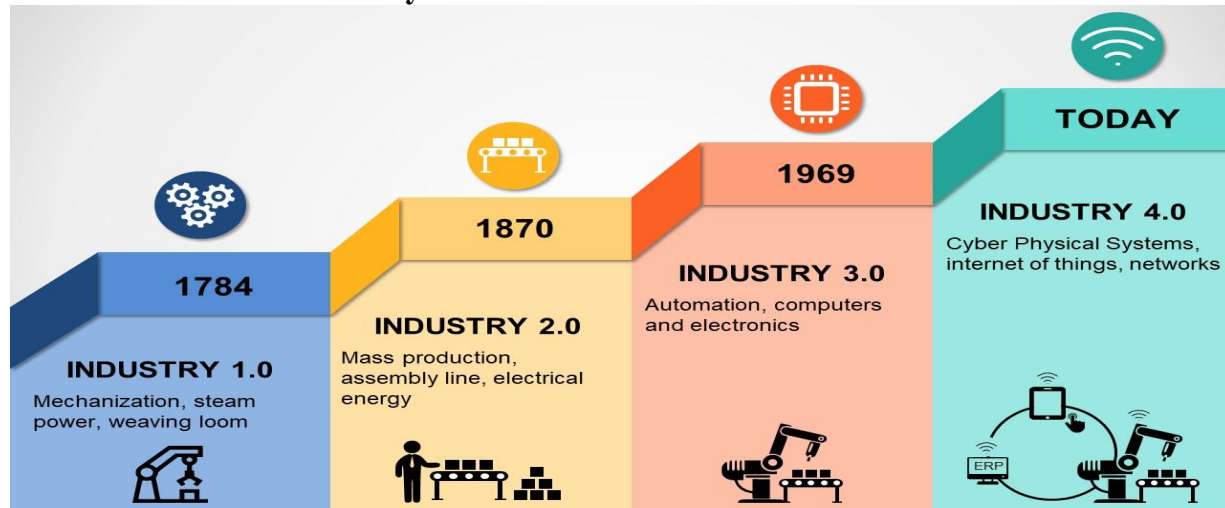 1784
INDUSTRY 1.0
Mechanization, steam
power, weaving loom
1870
INDUSTRY 2.0
Mass production,
assembly line, electrical
energy
1969
INDUSTRY 3.0
Automation, computers
and electronics
TODAY
INDUSTRY 4.0
Cyber Physical Systems,
internet of things, networks
ERP